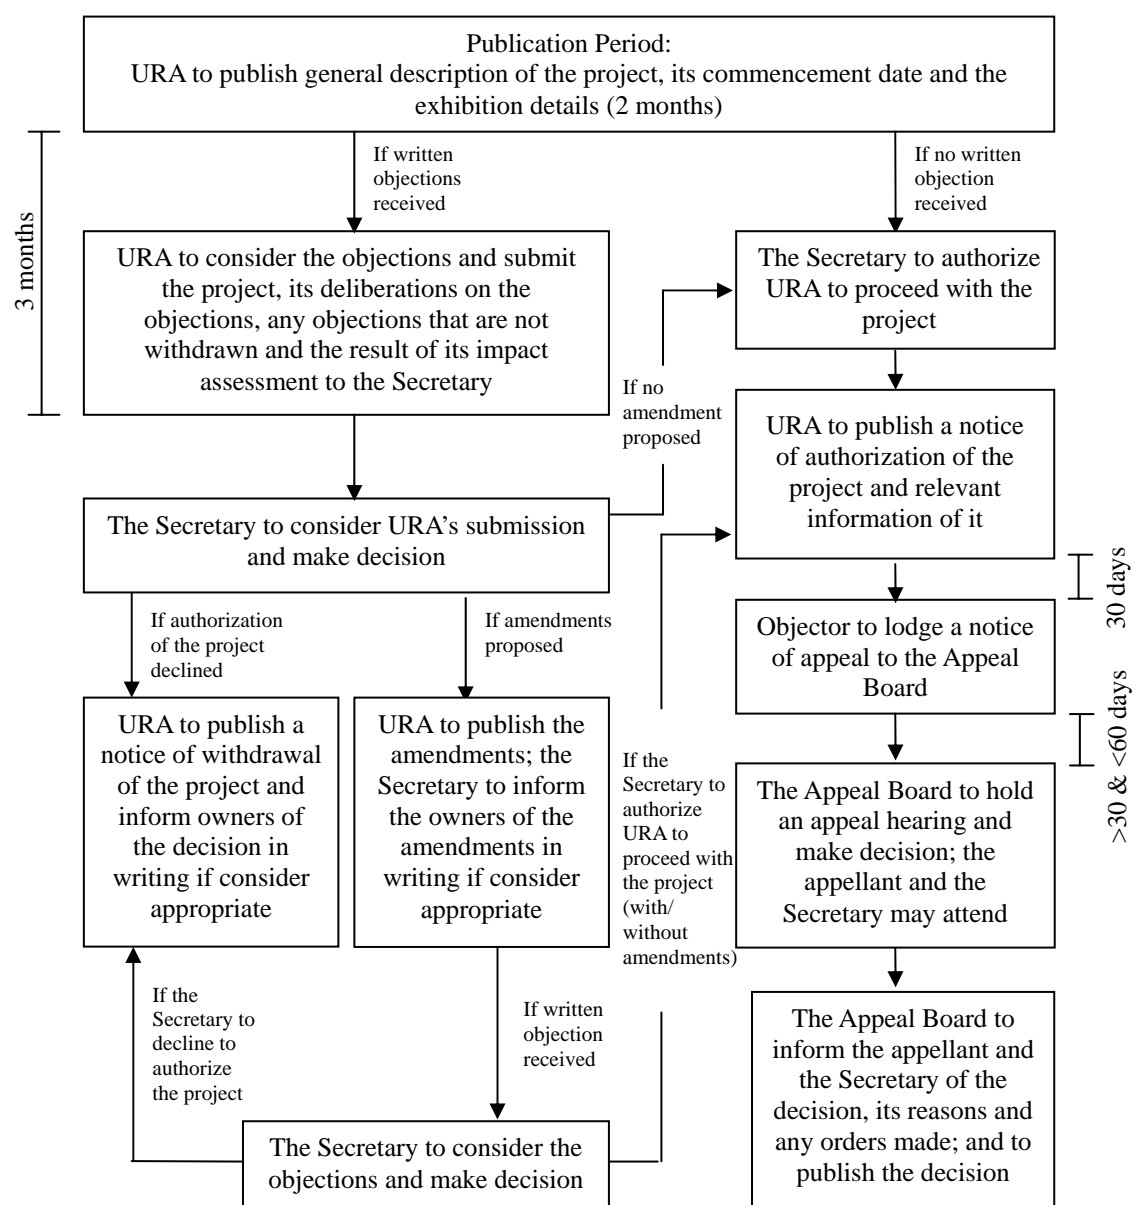 Publication Period:
URA to publish general description of the project, its commencement date and the
exhibition details (2 months)
3 months
If written
objections
received
If no written
objection
received
URA to consider the objections and submit
the project, its deliberations on the
objections, any objections that are not
withdrawn and the result of its impact
assessment to the Secretary
The Secretary to authorize
URA to proceed with the
project
If no
amendment
proposed
URA to publish a notice
of authorization of the
project and relevant
information of it
The Secretary to consider URA’s submission
and make decision
30 days
If authorization
of the project
declined
If amendments
proposed
Objector to lodge a notice
of appeal to the Appeal
Board
>30 & <60 days
URA to publish a
notice of withdrawal
of the project and
inform owners of
the decision in
writing if consider
appropriate
URA to publish the
amendments; the
Secretary to inform
the owners of the
amendments in
writing if consider
appropriate
If the
Secretary to
authorize
URA to
proceed with
the project
(with/
without
amendments)
The Appeal Board to hold
an appeal hearing and
make decision; the
appellant and the
Secretary may attend
If the
Secretary to
decline to
authorize
the project
If written
objection
received
The Appeal Board to
inform the appellant and
the Secretary of the
decision, its reasons and
any orders made; and to
publish the decision
The Secretary to consider the
objections and make decision